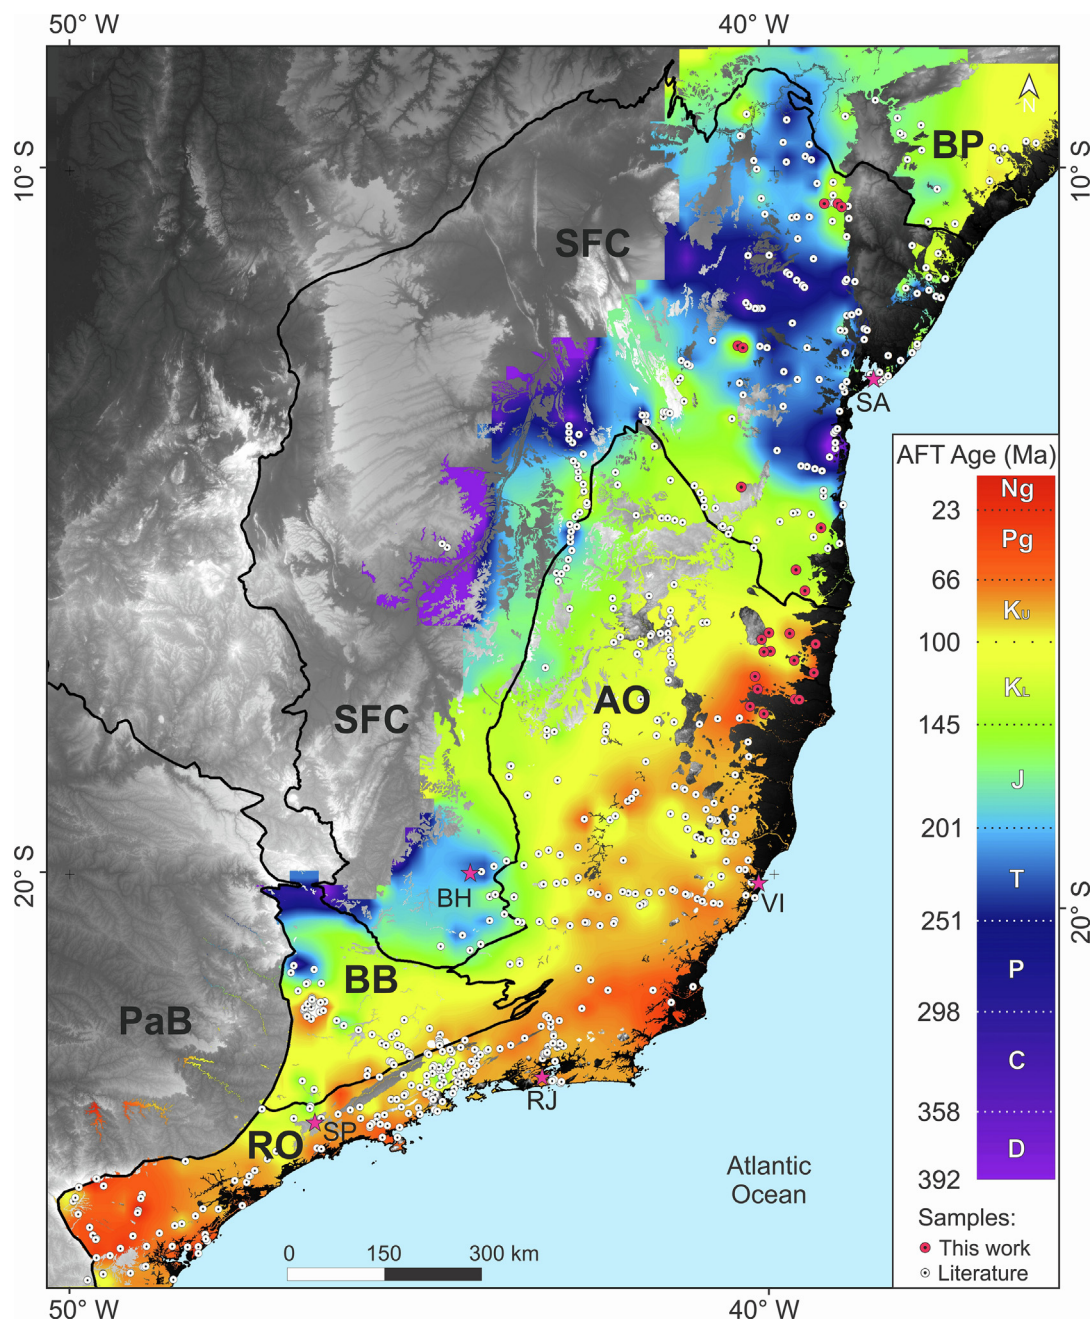 50° W
40° W
N
10° S
10° S
BP
SFC
SA
AFT Age (Ma)
Ng
23
Pg
66
KU
100
KL
145
J
201
T
251
P
298
C
358
D
392
AO
SFC
20° S
20° S
BH
VI
BB
PaB
RJ
SP
RO
Atlantic
Ocean
Samples:
This work
Literature
0 150 300 km
50° W
40° W